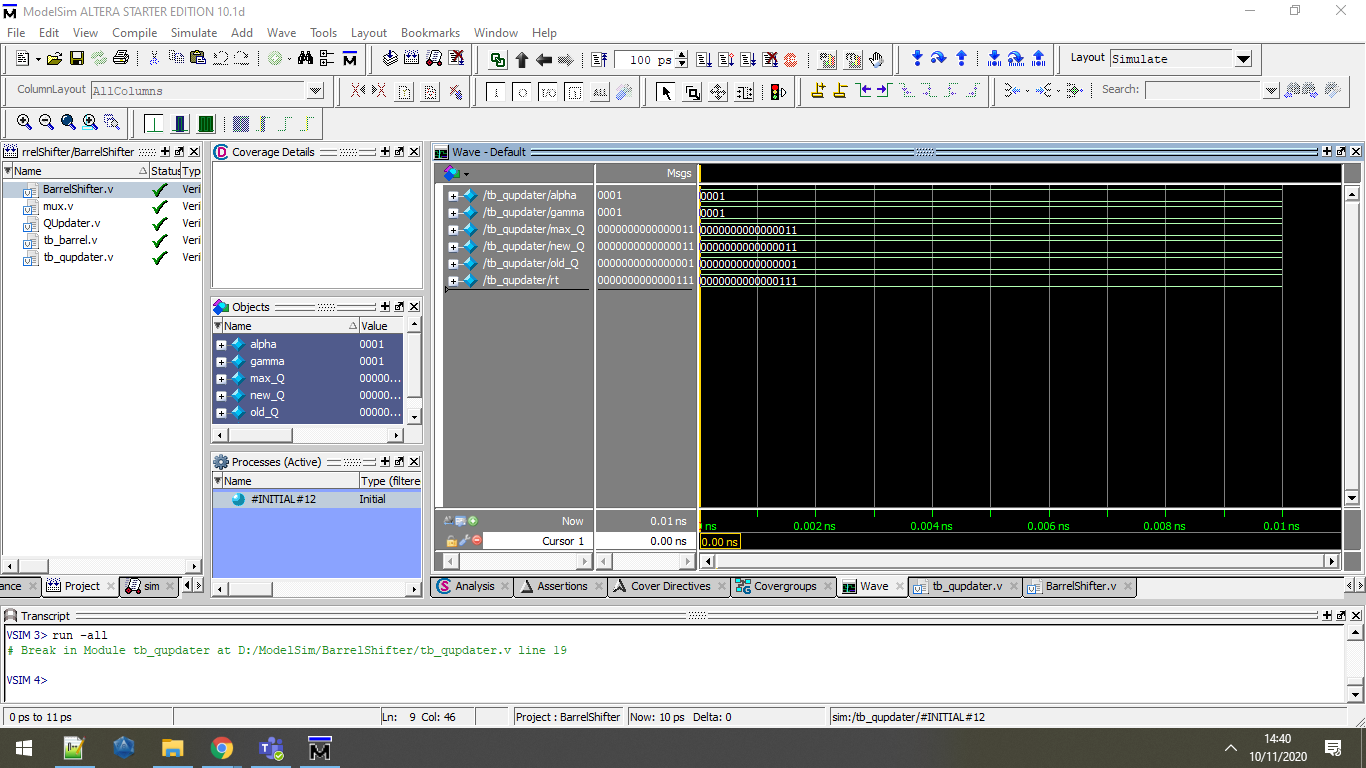 ModelSim ALTERA STARTER EDITION 10.1d
File Edit View Compile Simulate Add Wave Tools Layout Bookmarks Window Help
100 ps
Layout Simulate
ColumnLayout AllColumns
Search:
rrelShifter/BarrelShifter
Name Status Typ
BarrelShifter.v Veri
mux.v Veri
QUpdater.v Veri
tb_barrel.v Veri
tb_qupdater.v Veri
Coverage Details
Objects
Name Value
alpha 0001
gamma 0001
max_Q 00000...
new_Q 00000...
old_Q 00000...
Processes (Active)
Name Type (filtere
#INITIAL#12 Initial
Wave - Default
Msgs
/tb_qupdater/alpha 0001 0001
/tb_qupdater/gamma 0001 0001
/tb_qupdater/max_Q 0000000000000011 0000000000000011
/tb_qupdater/new_Q 0000000000000011 0000000000000011
/tb_qupdater/old_Q 0000000000000001 0000000000000001
/tb_qupdater/rt 0000000000000111 0000000000000111
Now 0.01 ns ns 0.002 ns 0.004 ns 0.006 ns 0.008 ns 0.01 ns
Cursor 1 0.00 ns 0.00 ns
ance Project sim
Analysis Assertions Cover Directives Covergroups Wave tb_qupdater.v BarrelShifter.v
Transcript
VSIM 3> run -all
# Break in Module tb_qupdater at D:/ModelSim/BarrelShifter/tb_qupdater.v line 19
VSIM 4>
0 ps to 11 ps Ln: 9 Col: 46 Project : BarrelShifter Now: 10 ps Delta: 0 sim:/tb_qupdater/#INITIAL#12
14:40
10/11/2020